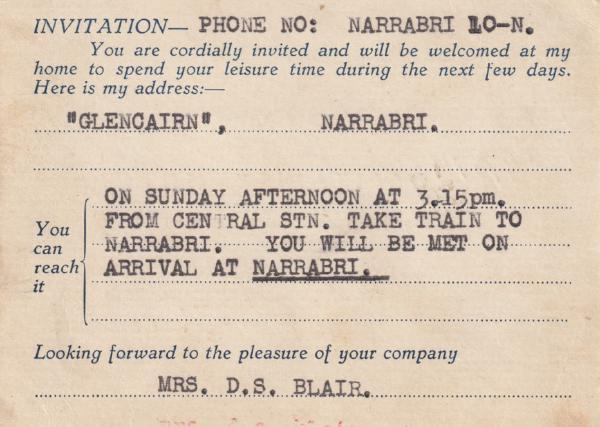 INVITATION— PHONE NO: NARRABRI 10-N.
You are cordially invited and will be welcomed at my
home to spend your leisure time during the next few days.
Here is my address:—
"GLENCAIRN", NARRABRI.
You can reach it
ON SUNDAY AFTERNOON AT 3.15pm.
FROM CENTRAL STN. TAKE TRAIN TO
NARRABRI. YOU WILL BE MET ON
ARRIVAL AT NARRABRI.
Looking forward to the pleasure of your company
MRS. D.S. BLAIR.